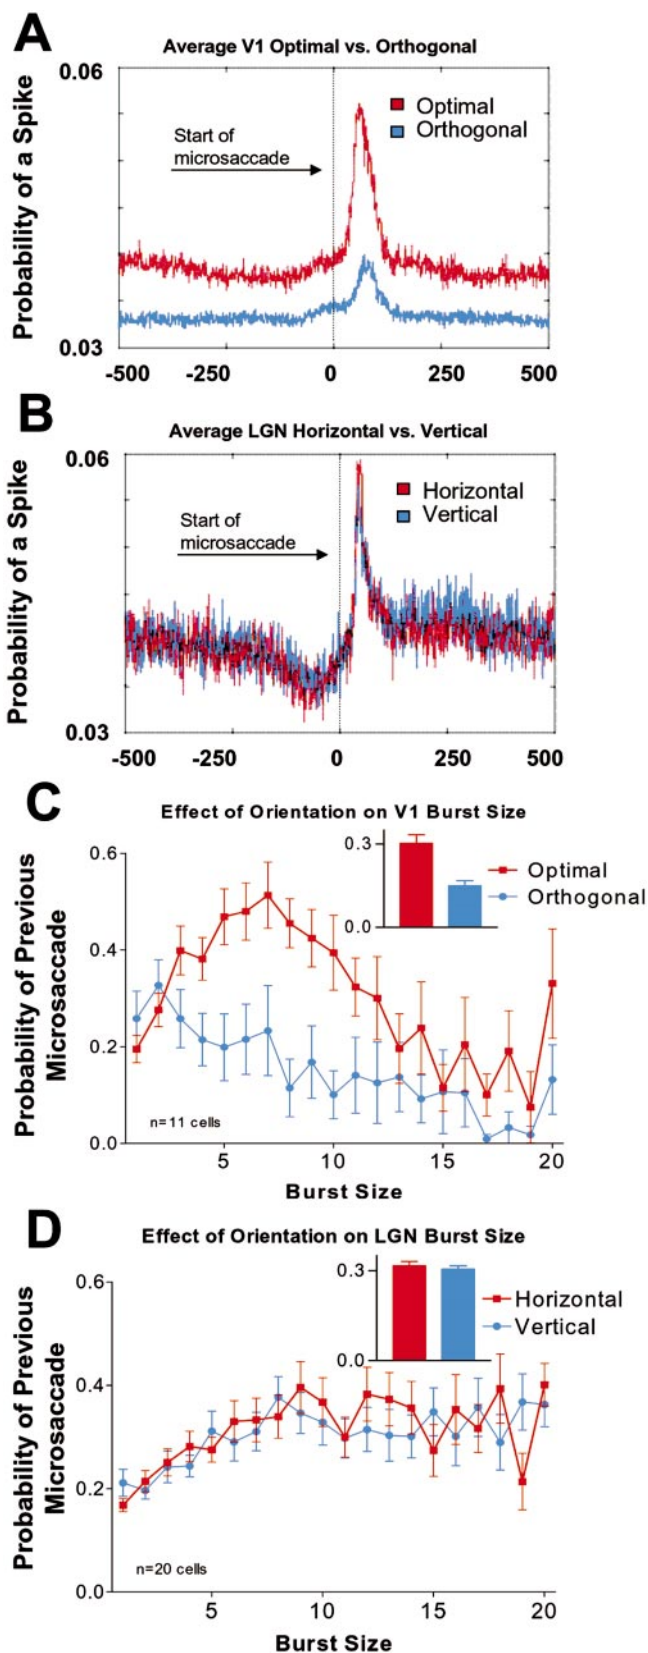 A
Average V1 Optimal vs. Orthogonal
Probability of a Spike
0.06
0.03
Start of
microsaccade
Optimal
Orthogonal
-500 -250 0 250 500
B
Average LGN Horizontal vs. Vertical
Probability of a Spike
0.06
0.03
Start of
microsaccade
Horizontal
Vertical
-500 -250 0 250 500
C
Effect of Orientation on V1 Burst Size
Probability of Previous
Microsaccade
0.6
0.4
0.2
0.0
0.3
0.0
Optimal
Orthogonal
n=11 cells
5 10 15 20
Burst Size
D
Effect of Orientation on LGN Burst Size
Probability of Previous
Microsaccade
0.6
0.4
0.2
0.0
0.3
0.0
Horizontal
Vertical
n=20 cells
5 10 15 20
Burst Size